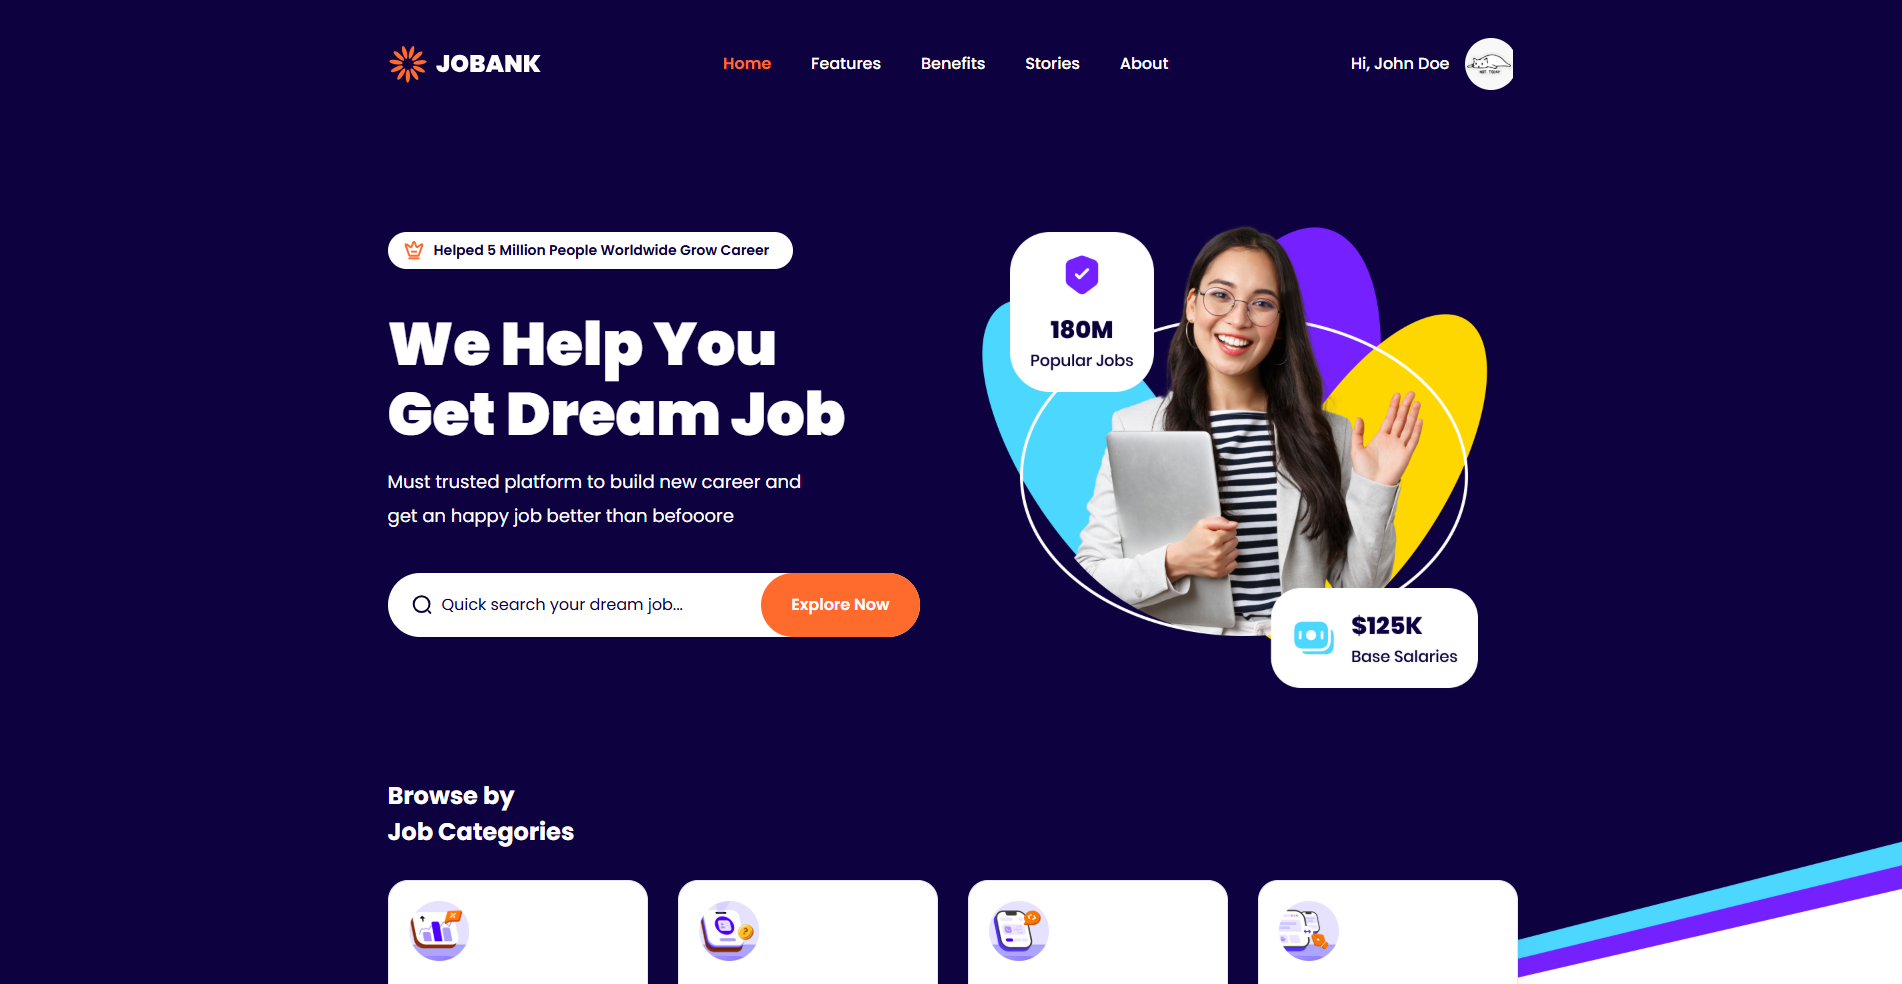 JOBANK
Home
Features
Benefits
Stories
About
Hi, John Doe
NOT TODAY
Helped 5 Million People Worldwide Grow Career
We Help You
Get Dream Job
Must trusted platform to build new career and
get an happy job better than befooore
Quick search your dream job...
Explore Now
180M
Popular Jobs
$125K
Base Salaries
Browse by
Job Categories